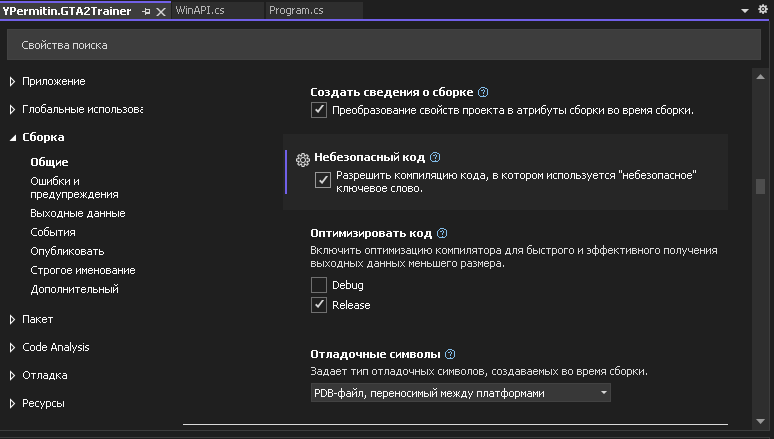 YPermitin.GTA2Trainer
WinAPI.cs
Program.cs
Свойства поиска
Приложение
Глобальные использова
Сборка
Общие
Ошибки и
предупреждения
Выходные данные
События
Опубликовать
Строгое именование
Дополнительный
Пакет
Code Analysis
Отладка
Ресурсы
Создать сведения о сборке
Преобразование свойств проекта в атрибуты сборки во время сборки.
Небезопасный код
Разрешить компиляцию кода, в котором используется "небезопасное"
ключевое слово.
Оптимизировать код
Включить оптимизацию компилятора для быстрого и эффективного получения
выходных данных меньшего размера.
Debug
Release
Отладочные символы
Задает тип отладочных символов, создаваемых во время сборки.
PDB-файл, переносимый между платформами